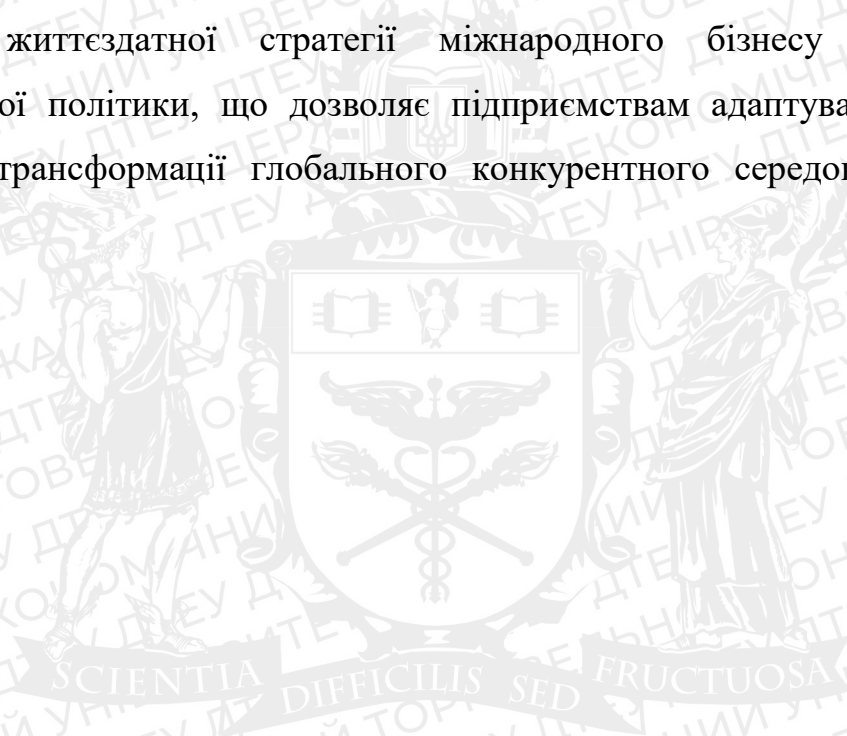 життєздатної стратегії міжнародного бізнесу
ої політики, що дозволяє підприємствам адаптува
трансформації глобального конкурентного середов
SCIENTIA DIFFICILIS SED FRUCTUOSA